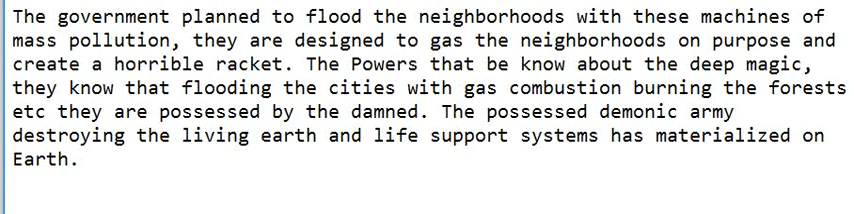 The government planned to flood the neighborhoods with these machines of
mass pollution, they are designed to gas the neighborhoods on purpose and
create a horrible racket. The Powers that be know about the deep magic,
they know that flooding the cities with gas combustion burning the forests
etc they are possessed by the damned. The possessed demonic army
destroying the living earth and life support systems has materialized on
Earth.